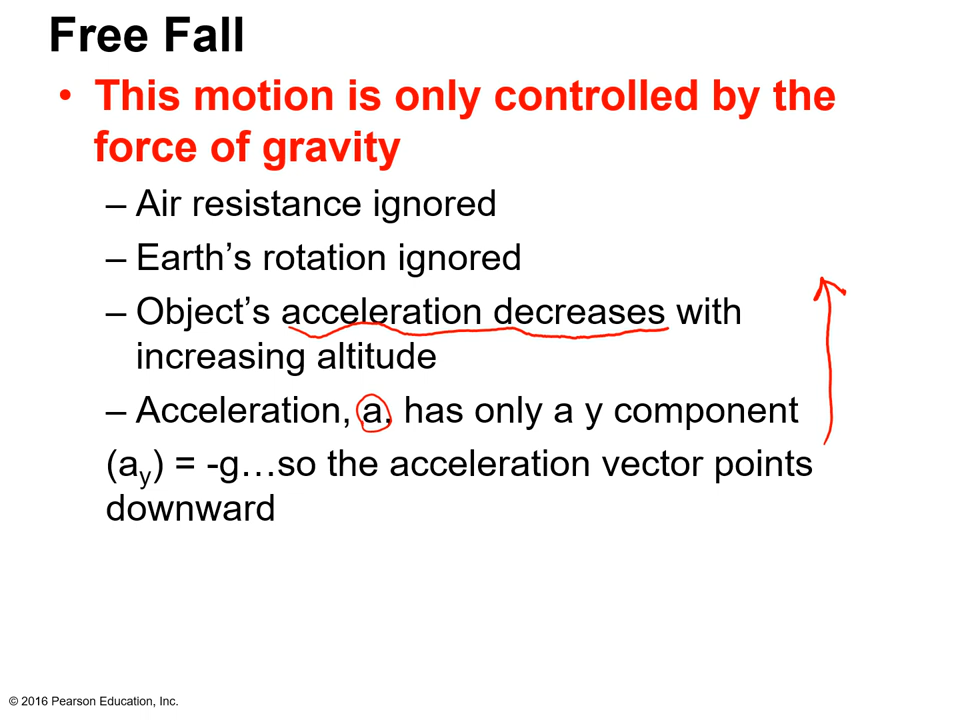 Free Fall
• This motion is only controlled by the
force of gravity
– Air resistance ignored
– Earth’s rotation ignored
– Object’s acceleration decreases with
increasing altitude
– Acceleration, a, has only a y component
(ay) = -g…so the acceleration vector points
downward
© 2016 Pearson Education, Inc.